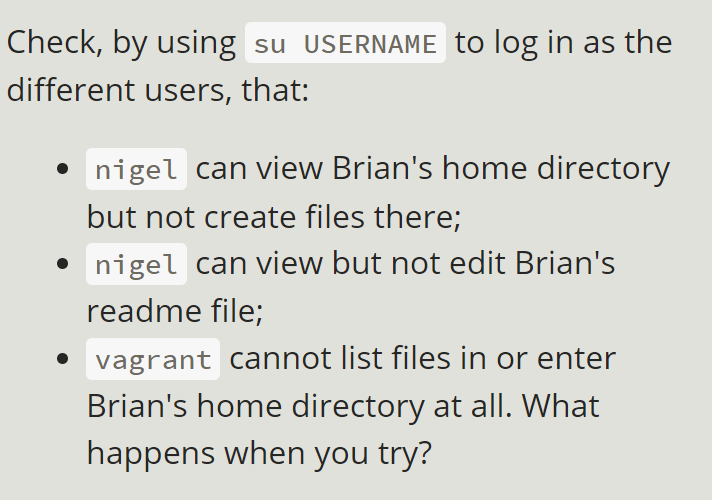 Check, by using su USERNAME to log in as the
different users, that:
• nigel can view Brian's home directory
but not create files there;
• nigel can view but not edit Brian's
readme file;
• vagrant cannot list files in or enter
Brian's home directory at all. What
happens when you try?